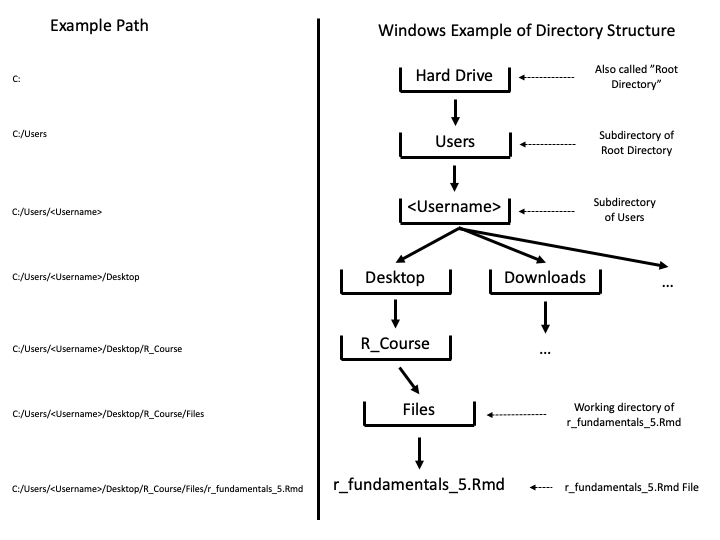 Example Path
Windows Example of Directory Structure
C:
Hard Drive
Also called ”Root
Directory”
C:/Users
Users
Subdirectory of
Root Directory
C:/Users/<Username>
<Username>
Subdirectory
of Users
C:/Users/<Username>/Desktop
Desktop
Downloads
...
C:/Users/<Username>/Desktop/R_Course
R_Course
...
C:/Users/<Username>/Desktop/R_Course/Files
Files
Working directory of
r_fundamentals_5.Rmd
C:/Users/<Username>/Desktop/R_Course/Files/r_fundamentals_5.Rmd
r_fundamentals_5.Rmd
r_fundamentals_5.Rmd File